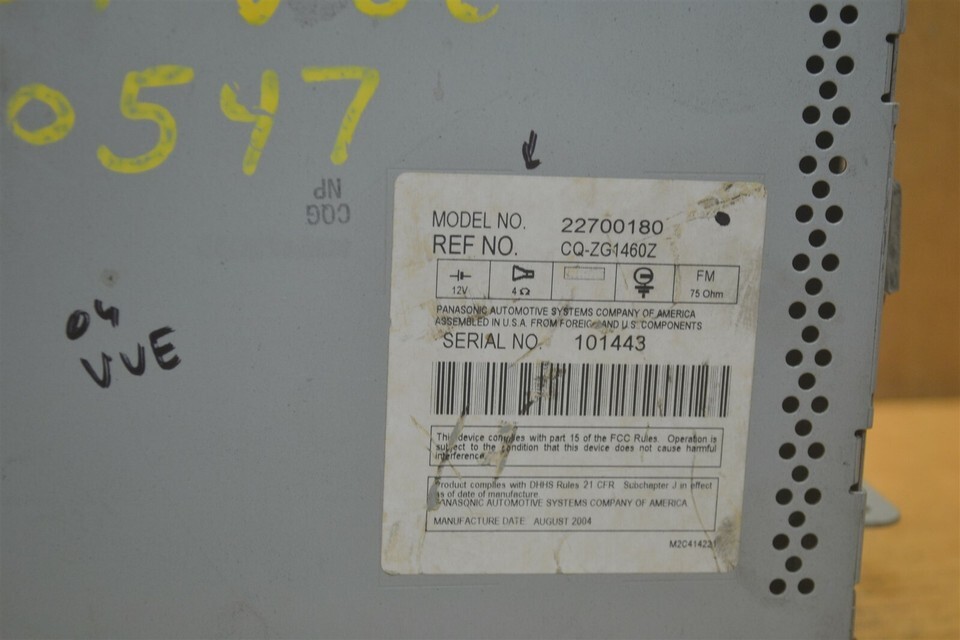 VUE
0547
CQG
NP
04
VUE
MODEL NO. 22700180
REF NO. CQ-ZG1460Z
12V 4Ω FM 75 Ohm
PANASONIC AUTOMOTIVE SYSTEMS COMPANY OF AMERICA
ASSEMBLED IN U.S.A. FROM FOREIGN AND U.S. COMPONENTS
SERIAL NO. 101443
This device complies with part 15 of the FCC Rules. Operation is
subject to the condition that this device does not cause harmful
interference.
Product complies with DHHS Rules 21 CFR Subchapter J in effect
as of date of manufacture
PANASONIC AUTOMOTIVE SYSTEMS COMPANY OF AMERICA
MANUFACTURE DATE AUGUST 2004